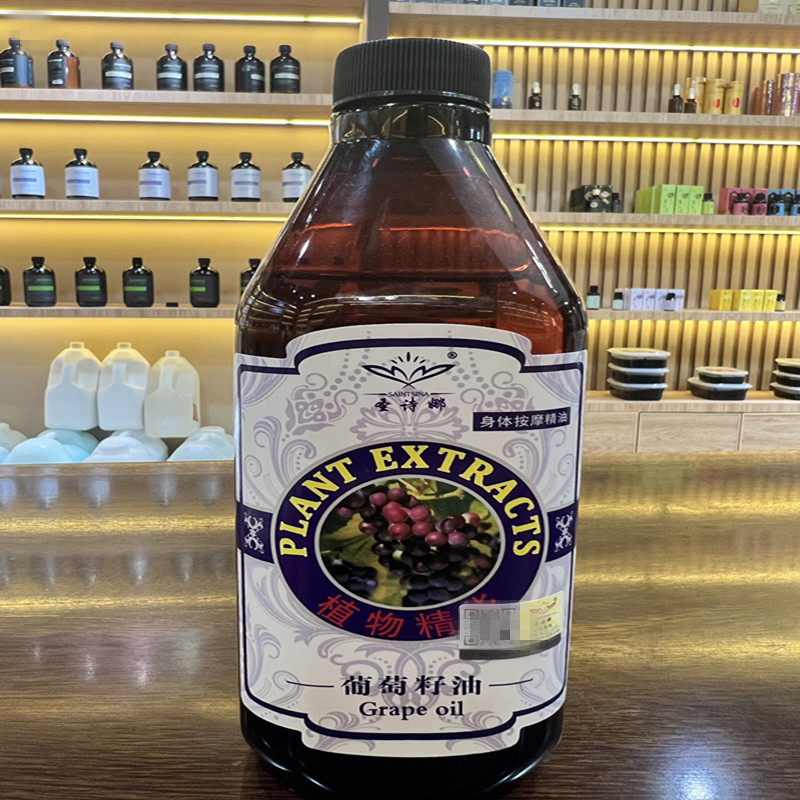 ®
SAINTSINA
圣诗娜
身体按摩精油
PLANT EXTRACTS
植物精
葡萄籽油
Grape oil